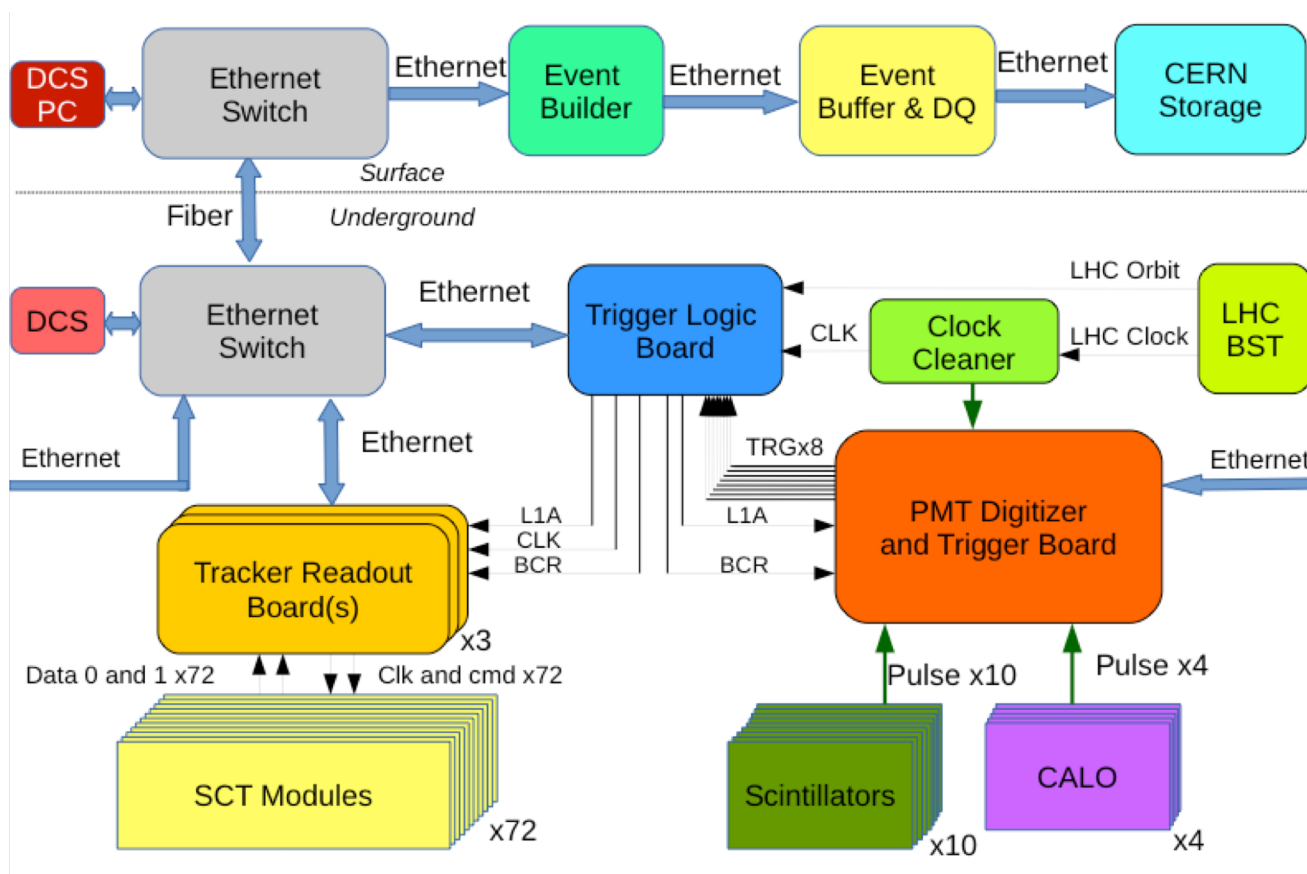 DCS
PC
Ethernet
Switch
Ethernet
Event
Builder
Ethernet
Event
Buffer & DQ
Ethernet
CERN
Storage
Surface
Fiber
Underground
DCS
Ethernet
Switch
Ethernet
Trigger Logic
Board
LHC Orbit
CLK
Clock
Cleaner
LHC Clock
LHC
BST
Ethernet
Ethernet
TRGx8
Ethernet
L1A
CLK
BCR
L1A
BCR
PMT Digitizer
and Trigger Board
Tracker Readout
Board(s)
x3
Data 0 and 1 x72
Clk and cmd x72
Pulse x10
Pulse x4
SCT Modules
x72
Scintillators
x10
CALO
x4